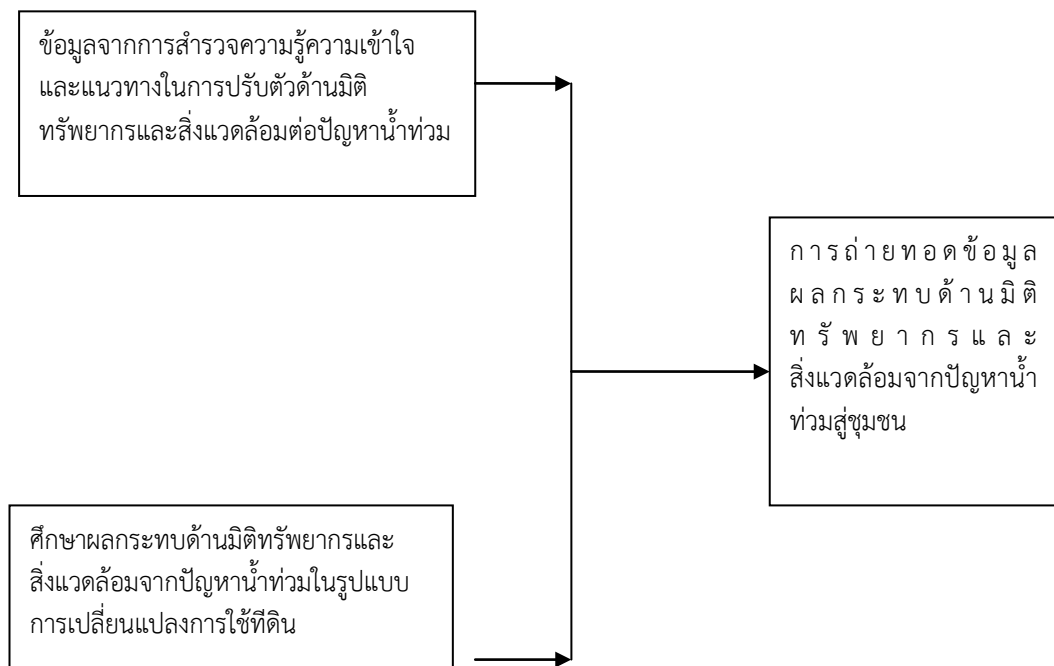 ข้อมูลจากการสำรวจความรู้ความเข้าใจ
และแนวทางในการปรับตัวด้านมิติ
ทรัพยากรและสิ่งแวดล้อมต่อปัญหาน้ำท่วม
การถ่ายทอดข้อมูล
ผลกระทบด้านมิติ
ทรัพยากรและ
สิ่งแวดล้อมจากปัญหาน้ำ
ท่วมสู่ชุมชน
ศึกษาผลกระทบด้านมิติทรัพยากรและ
สิ่งแวดล้อมจากปัญหาน้ำท่วมในรูปแบบ
การเปลี่ยนแปลงการใช้ทีดิน